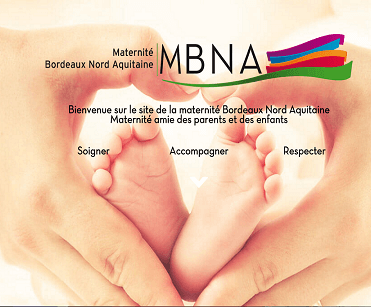 Maternité
Bordeaux Nord Aquitaine
MBNA
Bienvenue sur le site de la maternité Bordeaux Nord Aquitaine
Maternité amie des parents et des enfants
Soigner Accompagner Respecter